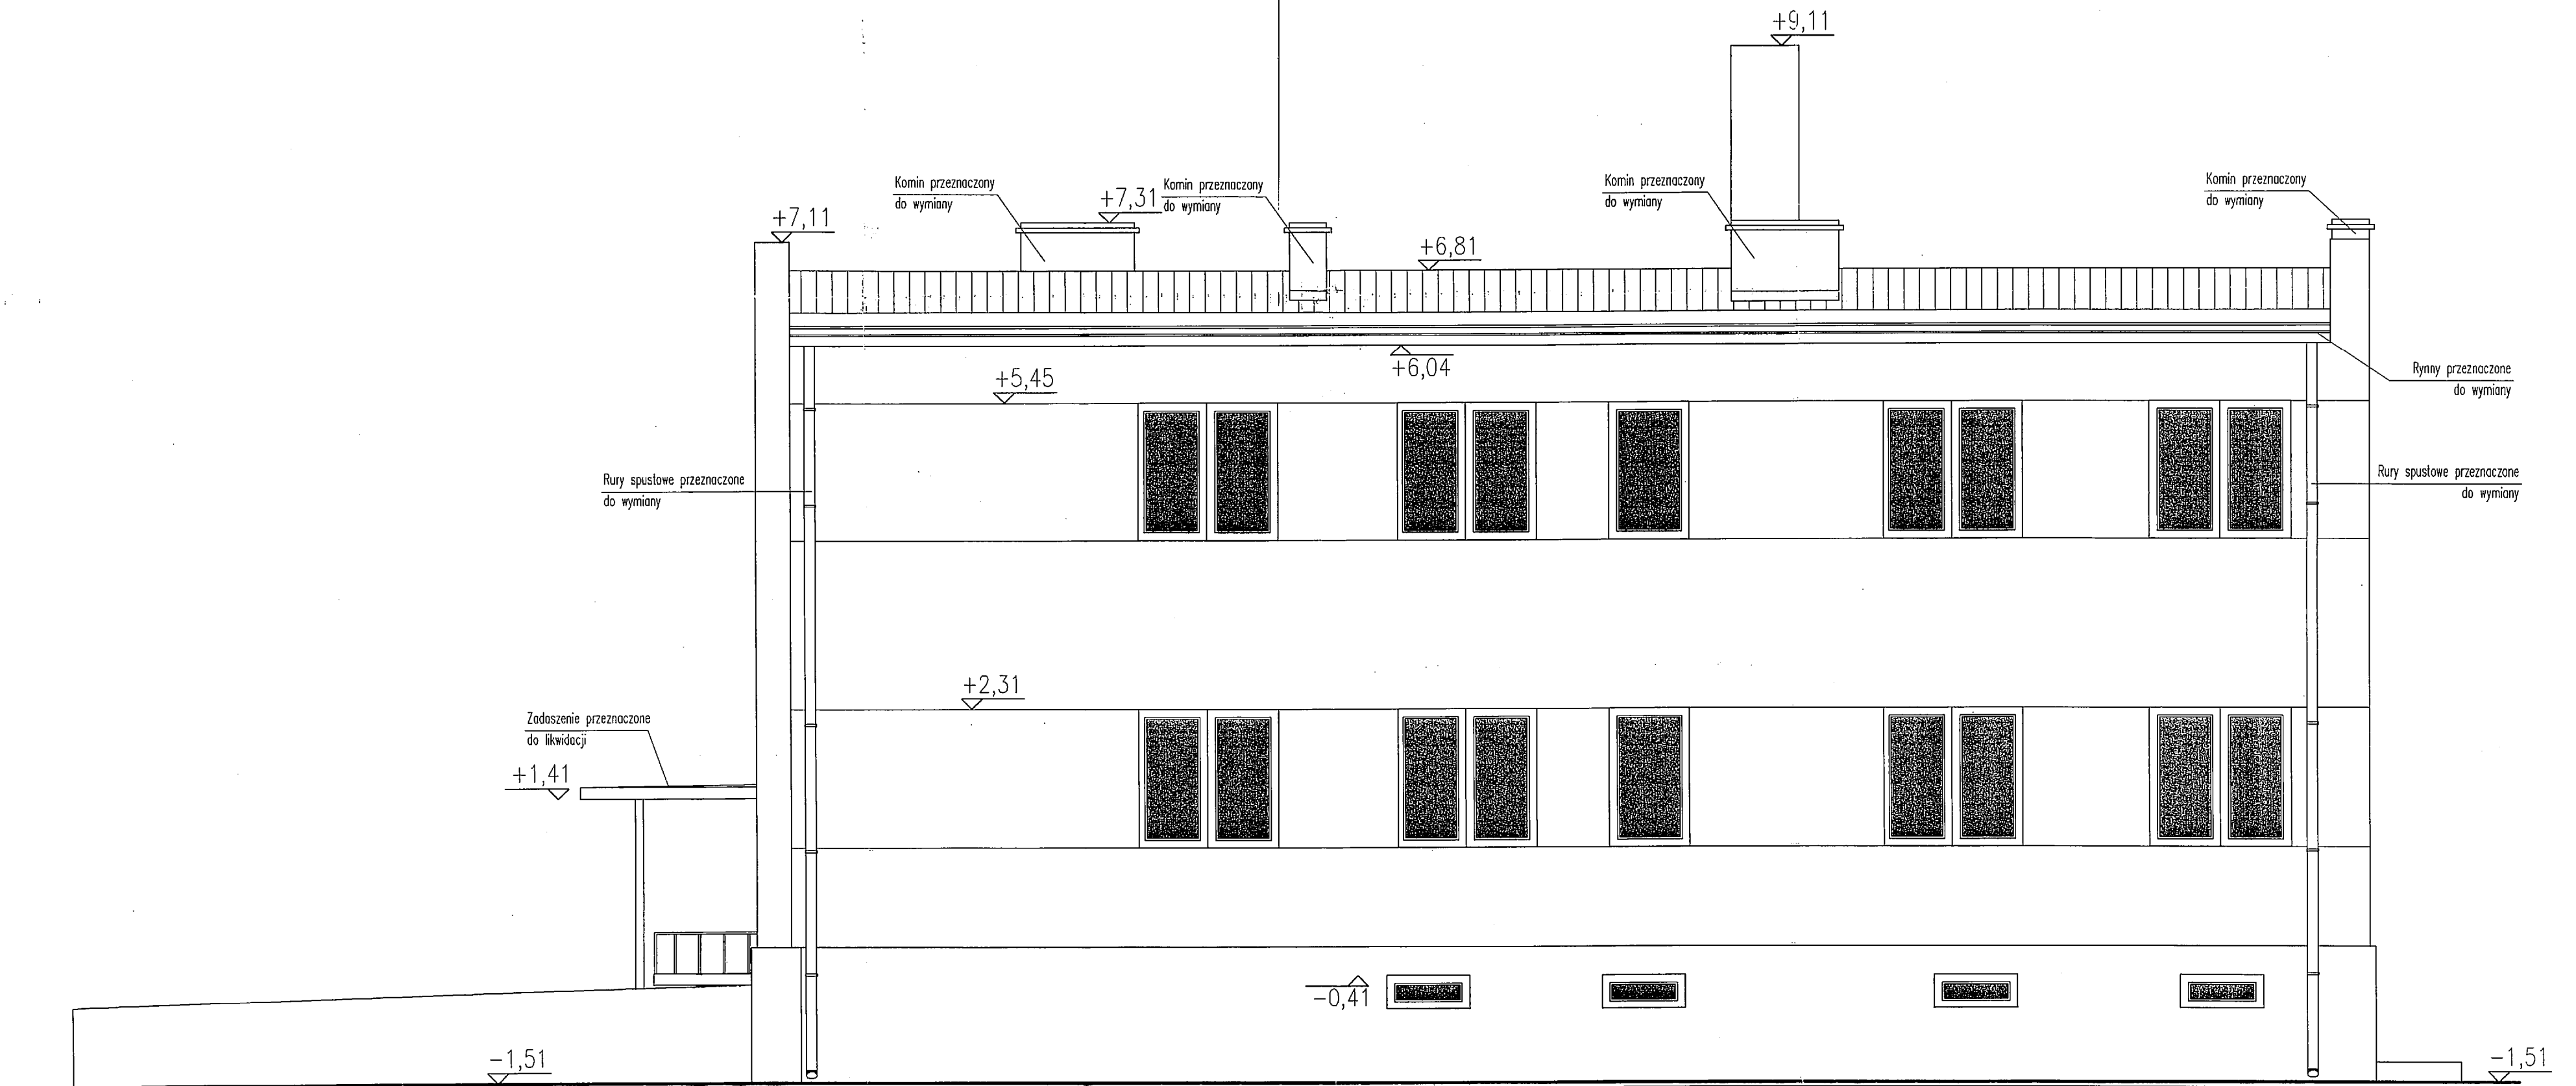 +9,11
Komin przeznaczony
do wymiany
+7,31
Komin przeznaczony
do wymiany
Komin przeznaczony
do wymiany
Komin przeznaczony
do wymiany
+7,11
+6,81
+6,04
+5,45
Rynny przeznaczone
do wymiany
Rury spustowe przeznaczone
do wymiany
Rury spustowe przeznaczone
do wymiany
+2,31
Zadaszenie przeznaczone
do likwidacji
+1,41
-0,41
-1,51
-1,51